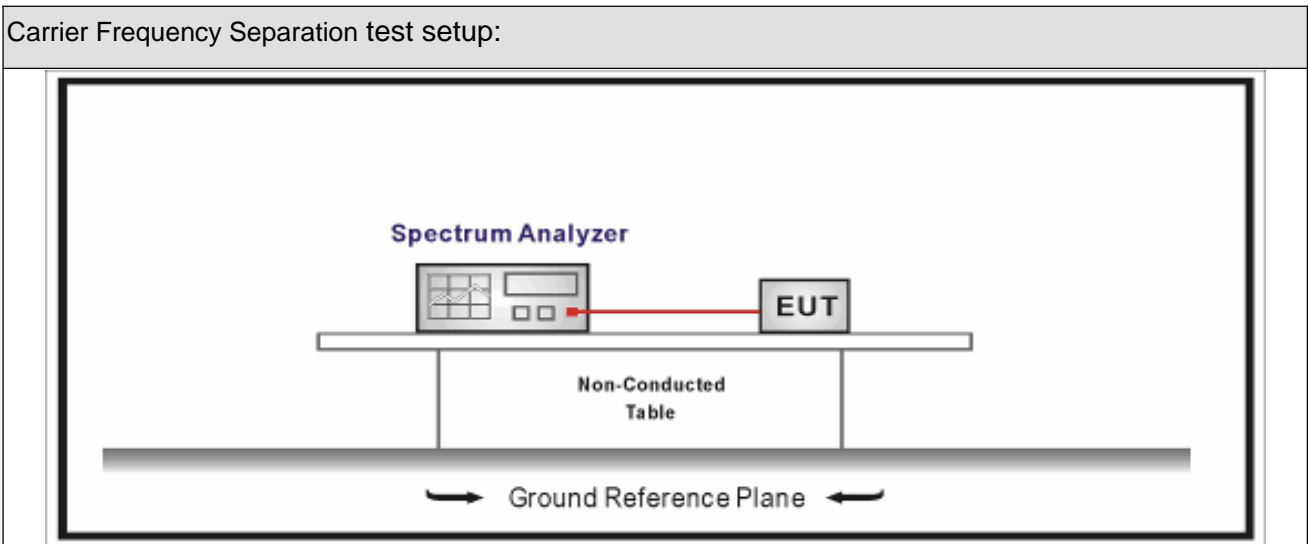 Carrier Frequency Separation test setup:
Spectrum Analyzer
EUT
Non-Conducted
Table
Ground Reference Plane